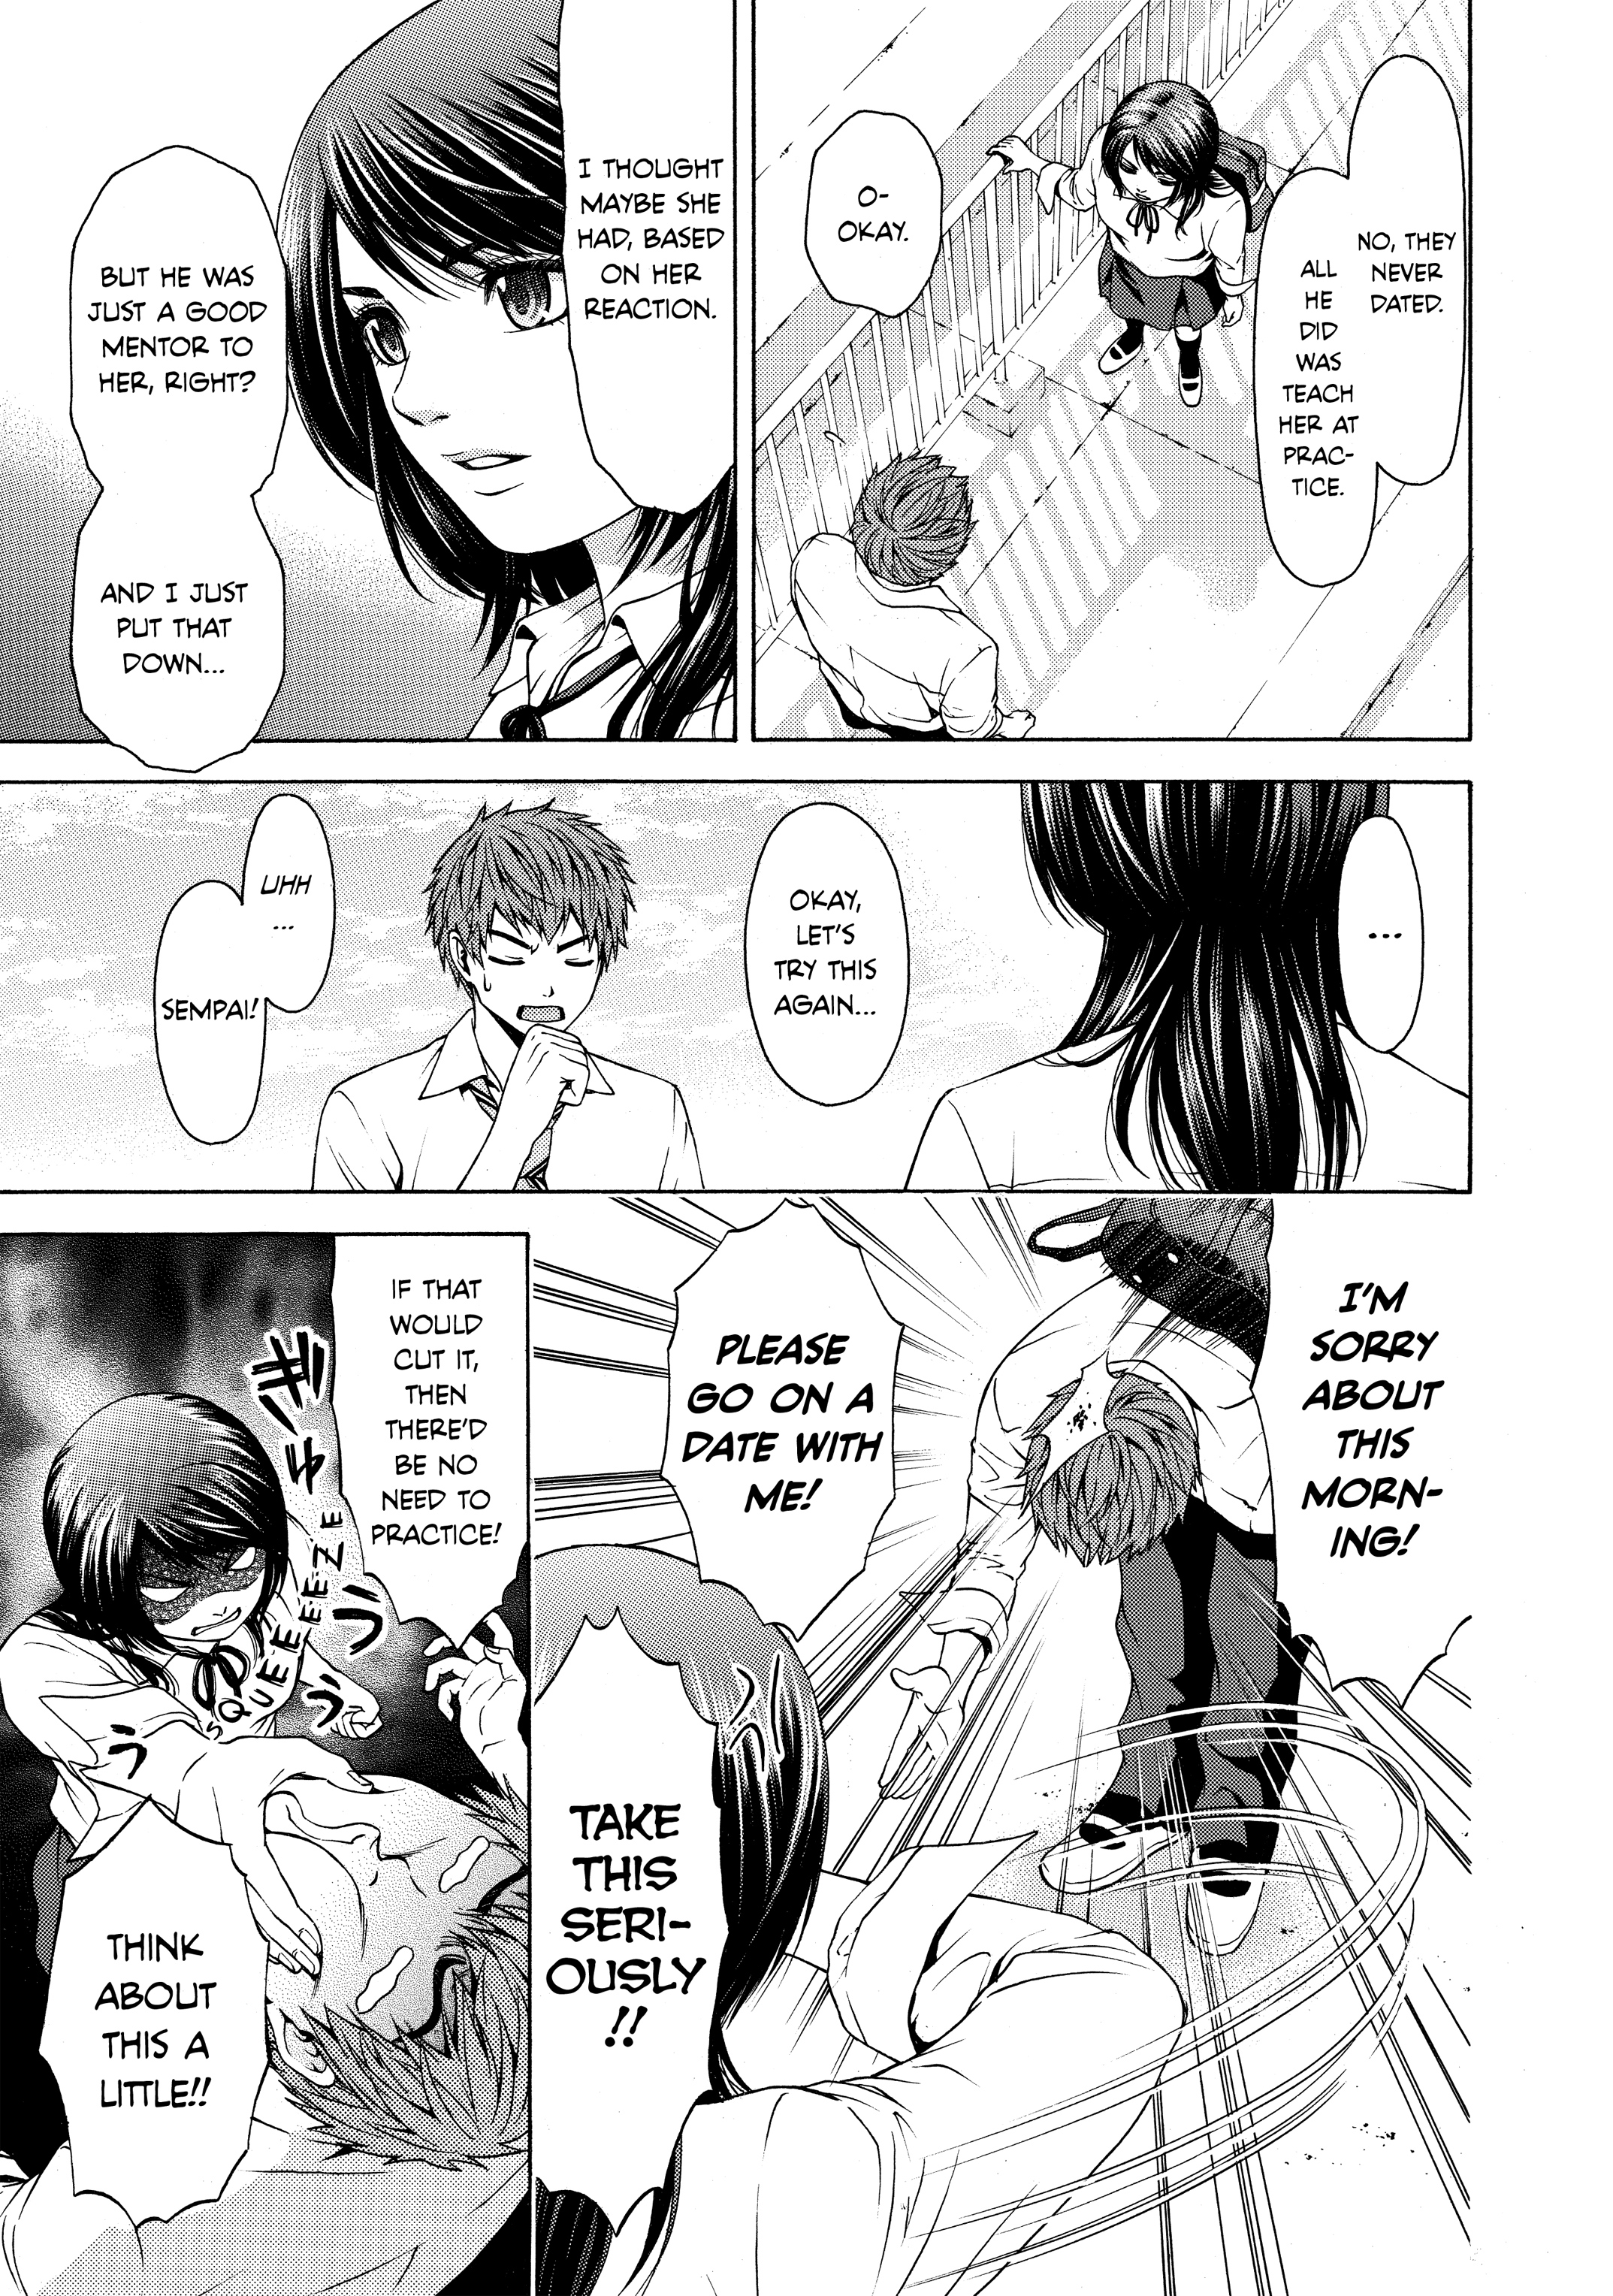 NO, THEY
NEVER
DATED.
ALL
HE
DID
WAS
TEACH
HER AT
PRAC-
TICE.
O-
OKAY.
I THOUGHT
MAYBE SHE
HAD, BASED
ON HER
REACTION.
BUT HE WAS
JUST A GOOD
MENTOR TO
HER, RIGHT?
AND I JUST
PUT THAT
DOWN...
...
OKAY,
LET'S
TRY THIS
AGAIN...
UHH
...
SEMPAI!
I'M
SORRY
ABOUT
THIS
MORN-
ING!
PLEASE
GO ON A
DATE WITH
ME!
TAKE
THIS
SERI-
OUSLY
!!
IF THAT
WOULD
CUT IT,
THEN
THERE'D
BE NO
NEED TO
PRACTICE!
ギュううう
SQUEEEEEZE
THINK
ABOUT
THIS A
LITTLE!!